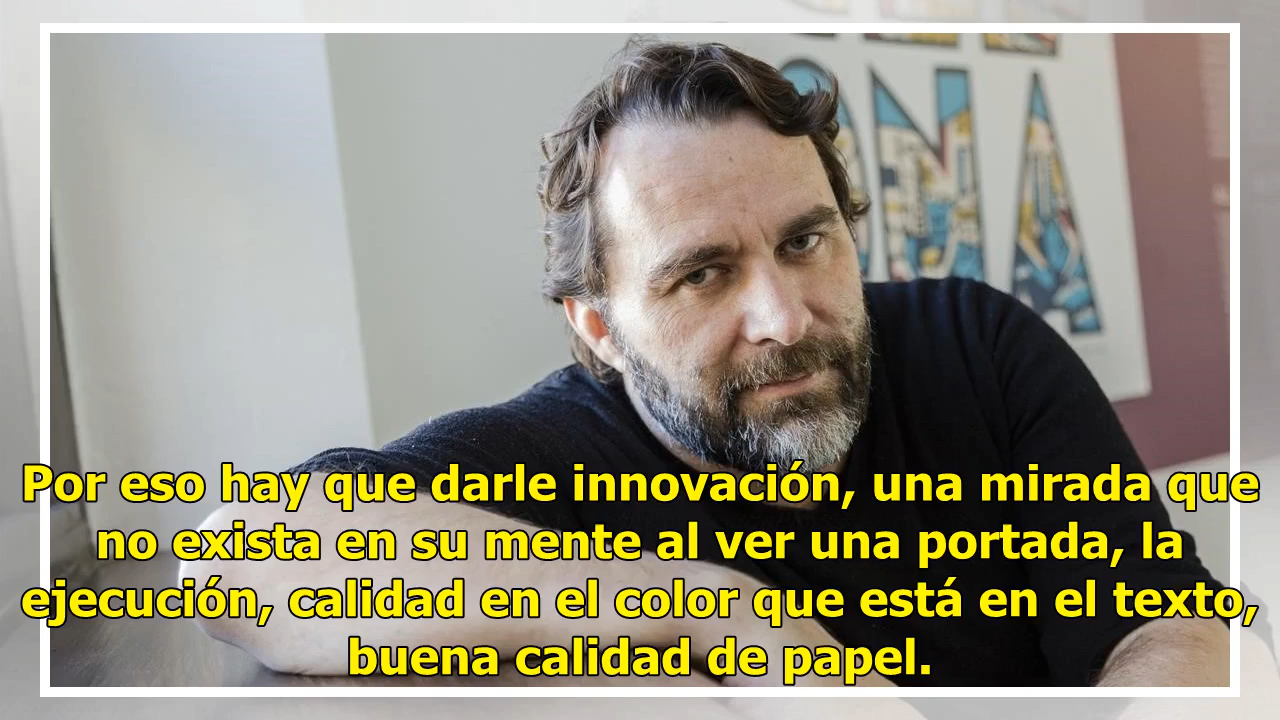 ONA
Por eso hay que darle innovación, una mirada que
no exista en su mente al ver una portada, la
ejecución, calidad en el color que está en el texto,
buena calidad de papel.